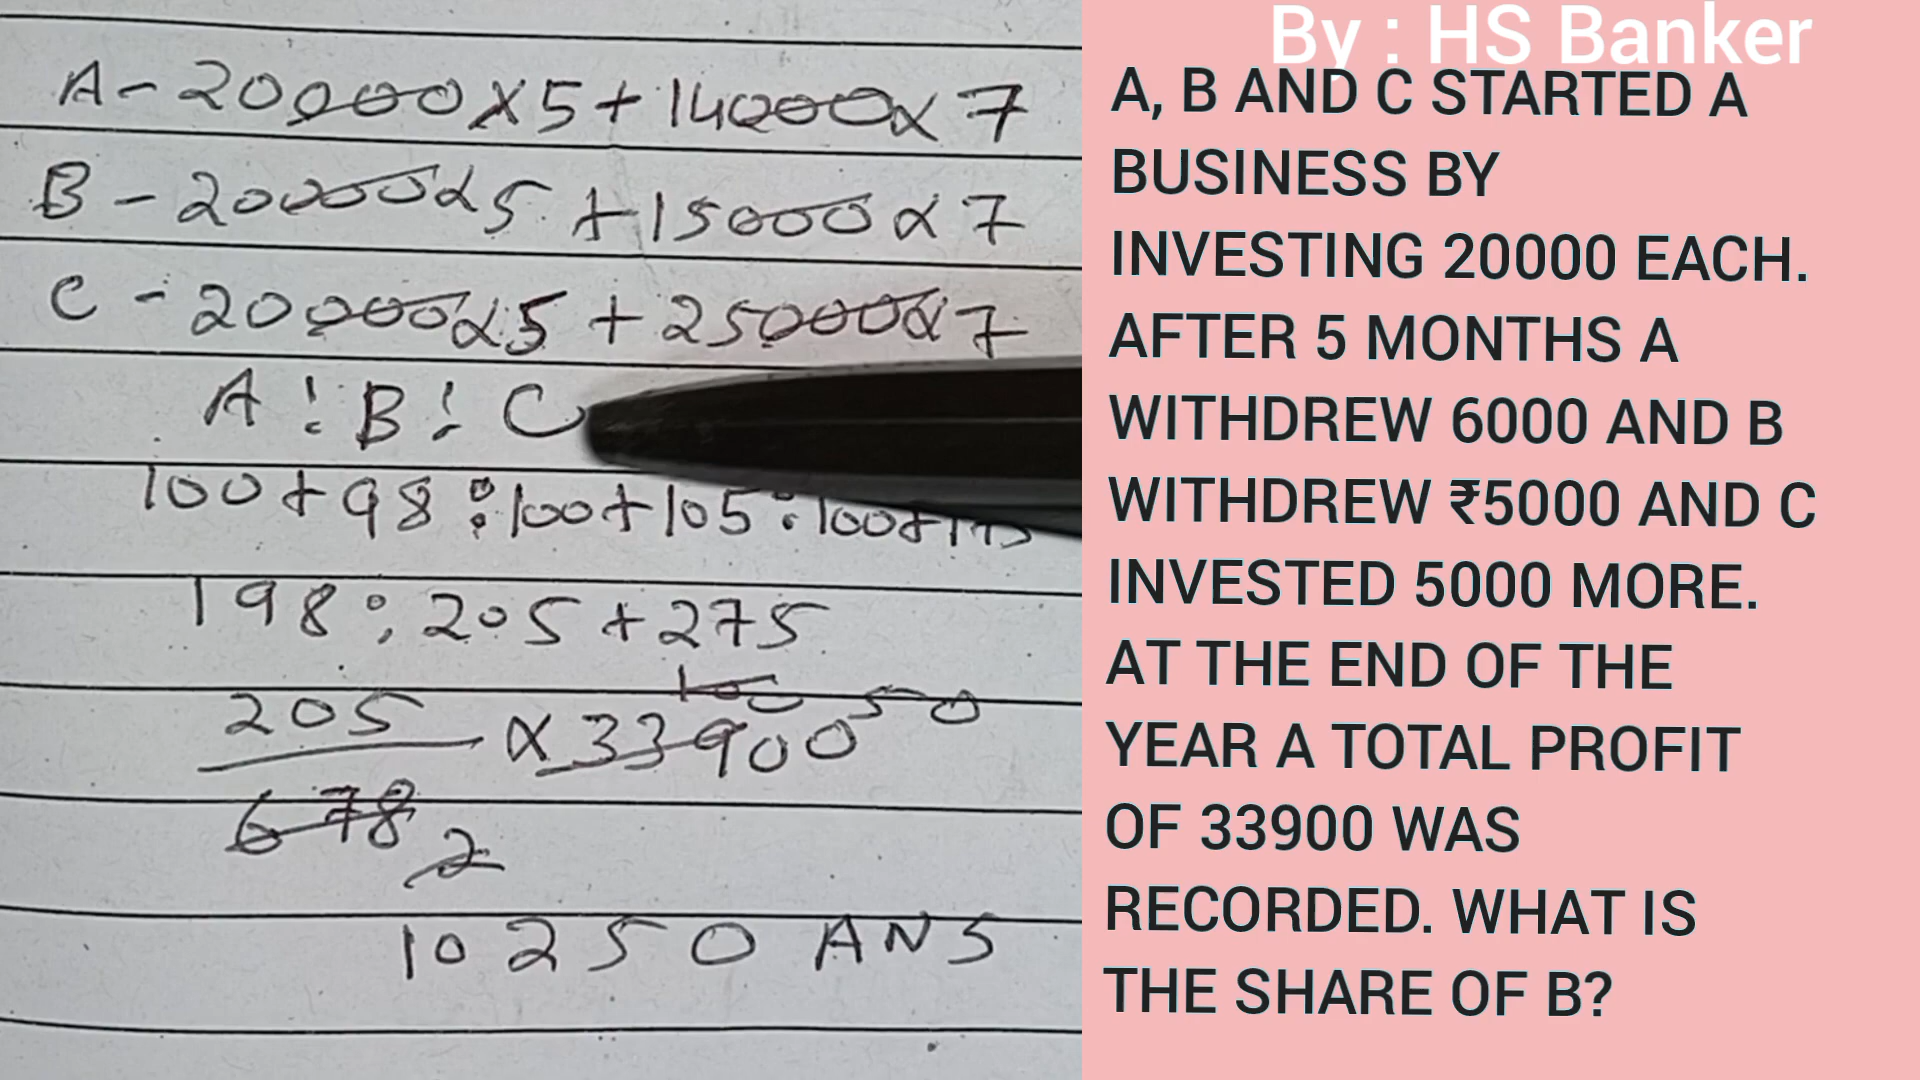 A - 20000 x 5 + 14000 x 7
B - 20000 x 5 + 15000 x 7
C - 20000 x 5 + 25000 x 7
A : B : C
100 + 98 : 100 + 105 : 100 +
198 : 205 + 275
100 50
205 x 33900
678 2
10250 ANS
By : HS Banker
A, B AND C STARTED A
BUSINESS BY
INVESTING 20000 EACH.
AFTER 5 MONTHS A
WITHDREW 6000 AND B
WITHDREW ₹5000 AND C
INVESTED 5000 MORE.
AT THE END OF THE
YEAR A TOTAL PROFIT
OF 33900 WAS
RECORDED. WHAT IS
THE SHARE OF B?